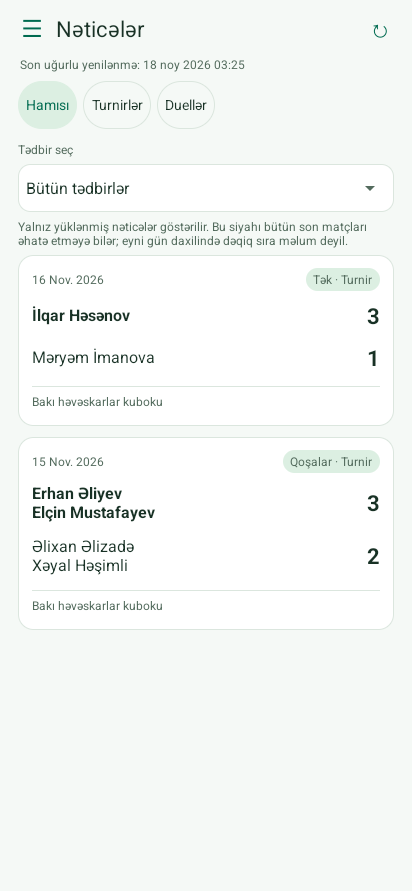 Nəticələr
Son uğurlu yenilənmə: 18 noy 2026 03:25
Hamısı Turnirlər Duellər
Tədbir seç
Bütün tədbirlər
Yalnız yüklənmiş nəticələr göstərilir. Bu siyahı bütün son matçları
əhatə etməyə bilər; eyni gün daxilində dəqiq sıra məlum deyil.
16 Nov. 2026 Tək · Turnir
İlqar Həsənov 3
Məryəm İmanova 1
Bakı həvəskarlar kuboku
15 Nov. 2026 Qoşalar · Turnir
Erhan Əliyev
Elçin Mustafayev 3
Əlixan Əlizadə
Xəyal Həşimli 2
Bakı həvəskarlar kuboku